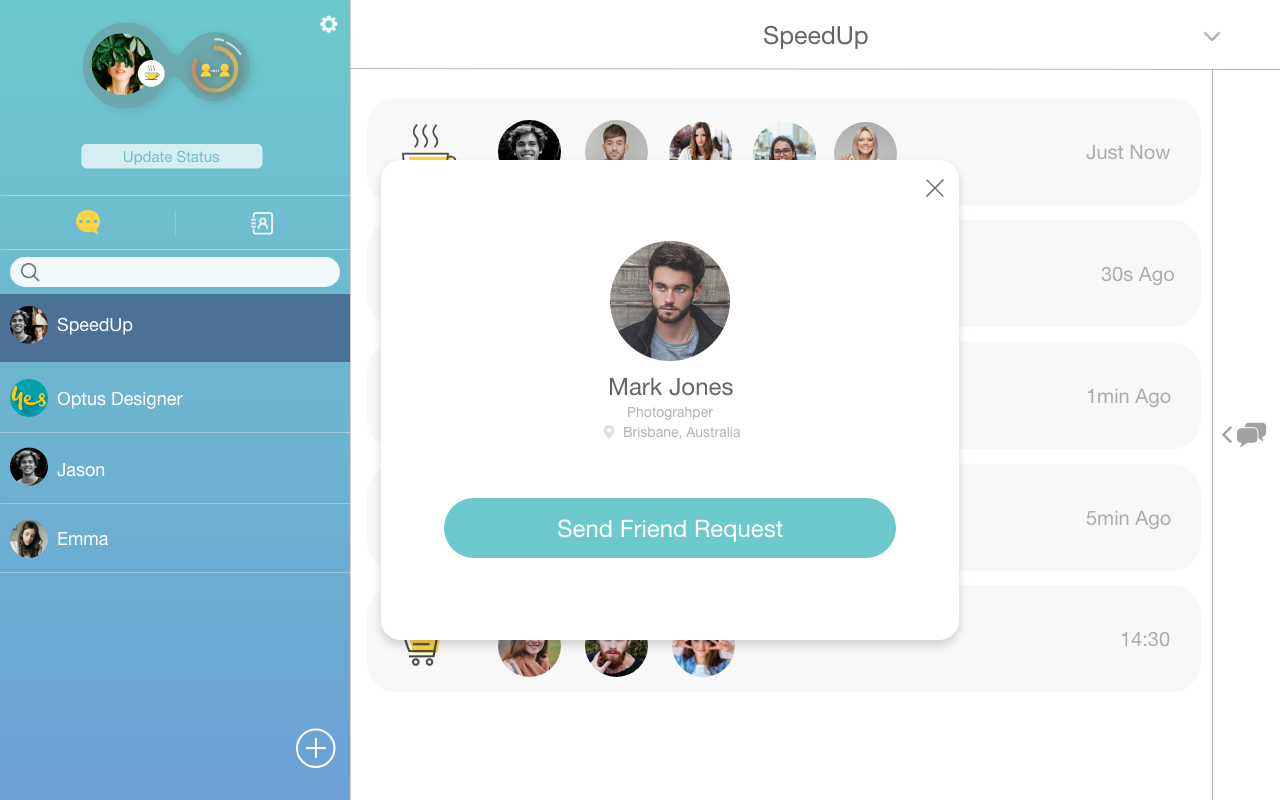 Update Status
SpeedUp
yes
Optus Designer
Jason
Emma
SpeedUp
Just Now
30s Ago
1min Ago
5min Ago
14:30
Mark Jones
Photograhper
Brisbane, Australia
Send Friend Request